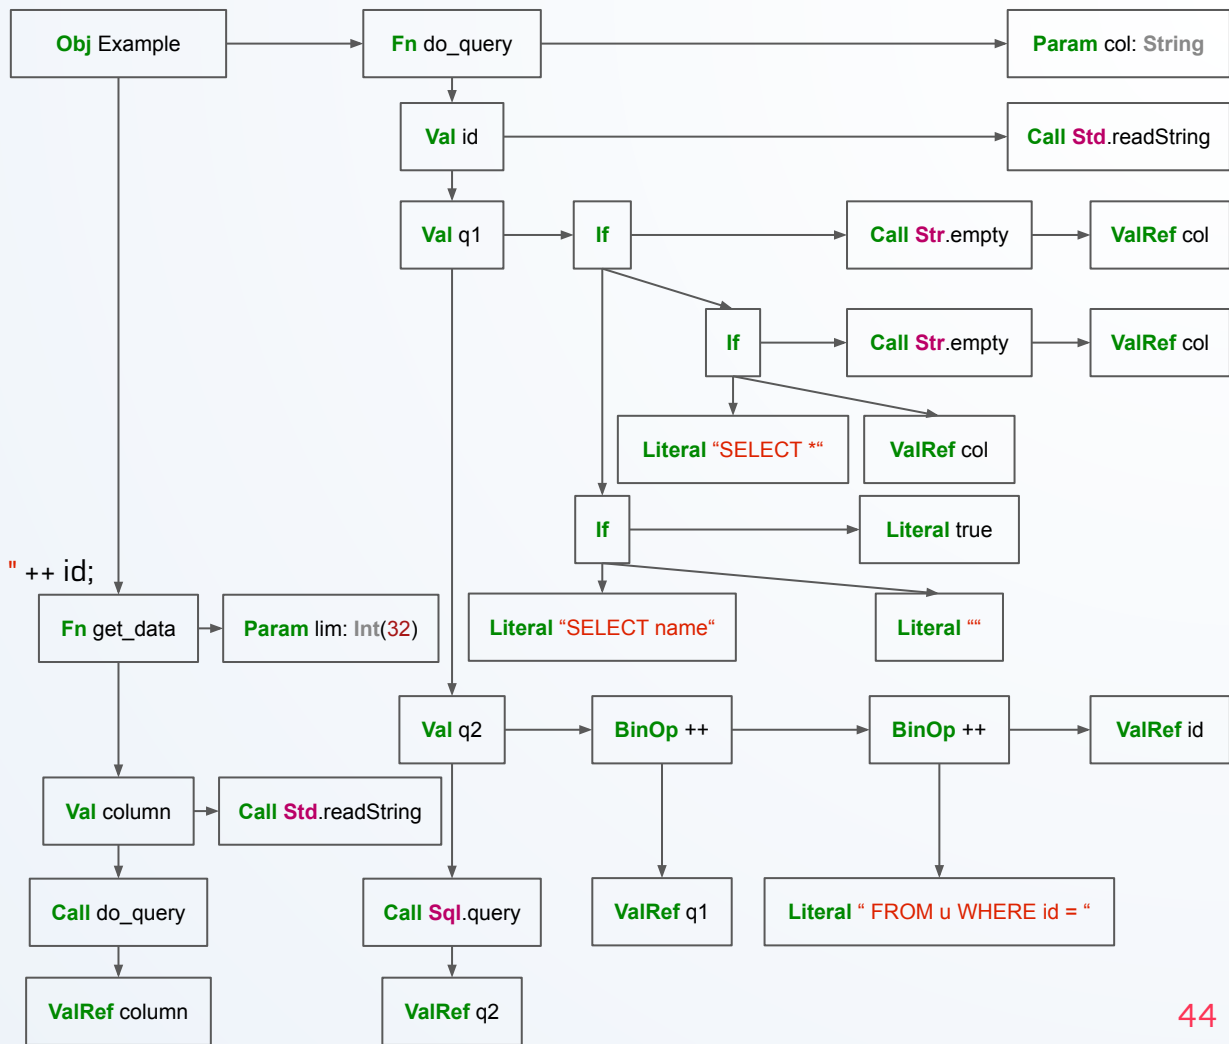 Obj Example
Fn do_query
Param col: String
Val id
Call Std.readString
Val q1
If
Call Str.empty
ValRef col
If
Call Str.empty
ValRef col
Literal “SELECT *“
ValRef col
If
Literal true
" ++ id;
Fn get_data
Param lim: Int(32)
Literal “SELECT name“
Literal ““
Val q2
BinOp ++
BinOp ++
ValRef id
Val column
Call Std.readString
Call do_query
Call Sql.query
ValRef q1
Literal “ FROM u WHERE id = “
ValRef column
ValRef q2
44